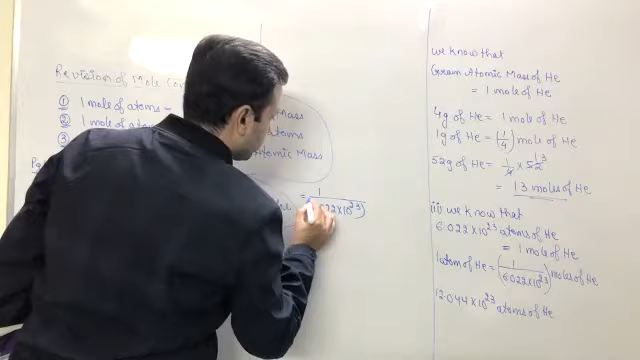 Revision of Mole Con
① 1 mole of atoms =
Mass
② 1 mole of atoms
toms
③
Atomic Mass
= 1
022×10²³)
we know that
Gram Atomic Mass of He
= 1 mole of He
4g of He = 1 mole of He
1g of He = (1/4) mole of He
52g of He = 1/4 × 52 13
= 13 moles of He
(ii) we know that
6.022×10²³ atoms of He
= 1 mole of He
1 atom of He = (1/6.022×10²³) moles of He
12.044×10²³ atoms of He